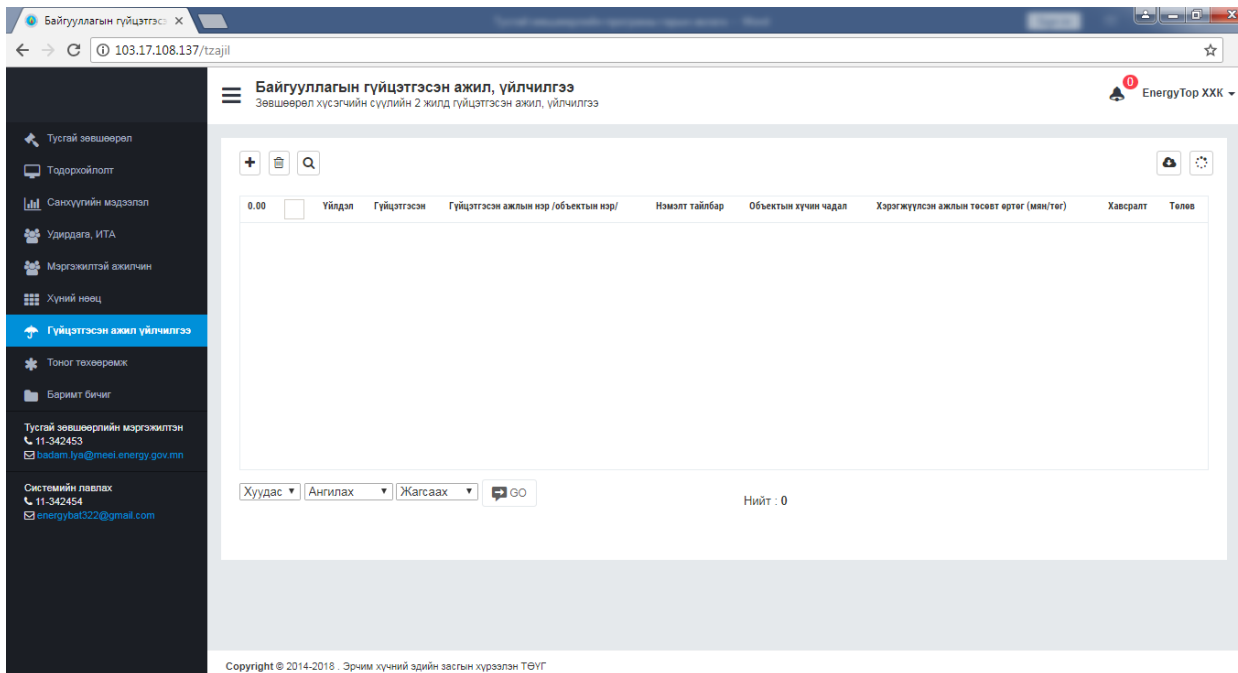 Байгууллагын гүйцэтгэсэ
103.17.108.137/tzajil
Байгууллагын гүйцэтгэсэн ажил, үйлчилгээ
Зөвшөөрөл хүсэгчийн сүүлийн 2 жилд гүйцэтгэсэн ажил, үйлчилгээ
0
EnergyTop ХХК
Тусгай зөвшөөрөл
Тодорхойлолт
Санхүүгийн мэдээлэл
Удирдага, ИТА
Мэргэжилтэй ажилчин
Хүний нөөц
Гүйцэтгэсэн ажил үйлчилгээ
Тоног төхөөрөмж
Баримт бичиг
Тусгай зөвшөөрлийн мэргэжилтэн
11-342453
badam.lya@meei.energy.gov.mn
Системийн лавлах
11-342454
energybat322@gmail.com
0.00 Үйлдэл Гүйцэтгэсэн Гүйцэтгэсэн ажлын нэр /объектын нэр/ Нэмэлт тайлбар Объектын хүчин чадал Хэрэгжүүлсэн ажлын төсөвт өртөг (мян/төг) Хавсралт Төлөв
Хуудас Ангилах Жагсаах GO
Нийт : 0
Copyright © 2014-2018 . Эрчим хүчний эдийн засгын хүрээлэн ТӨҮГ